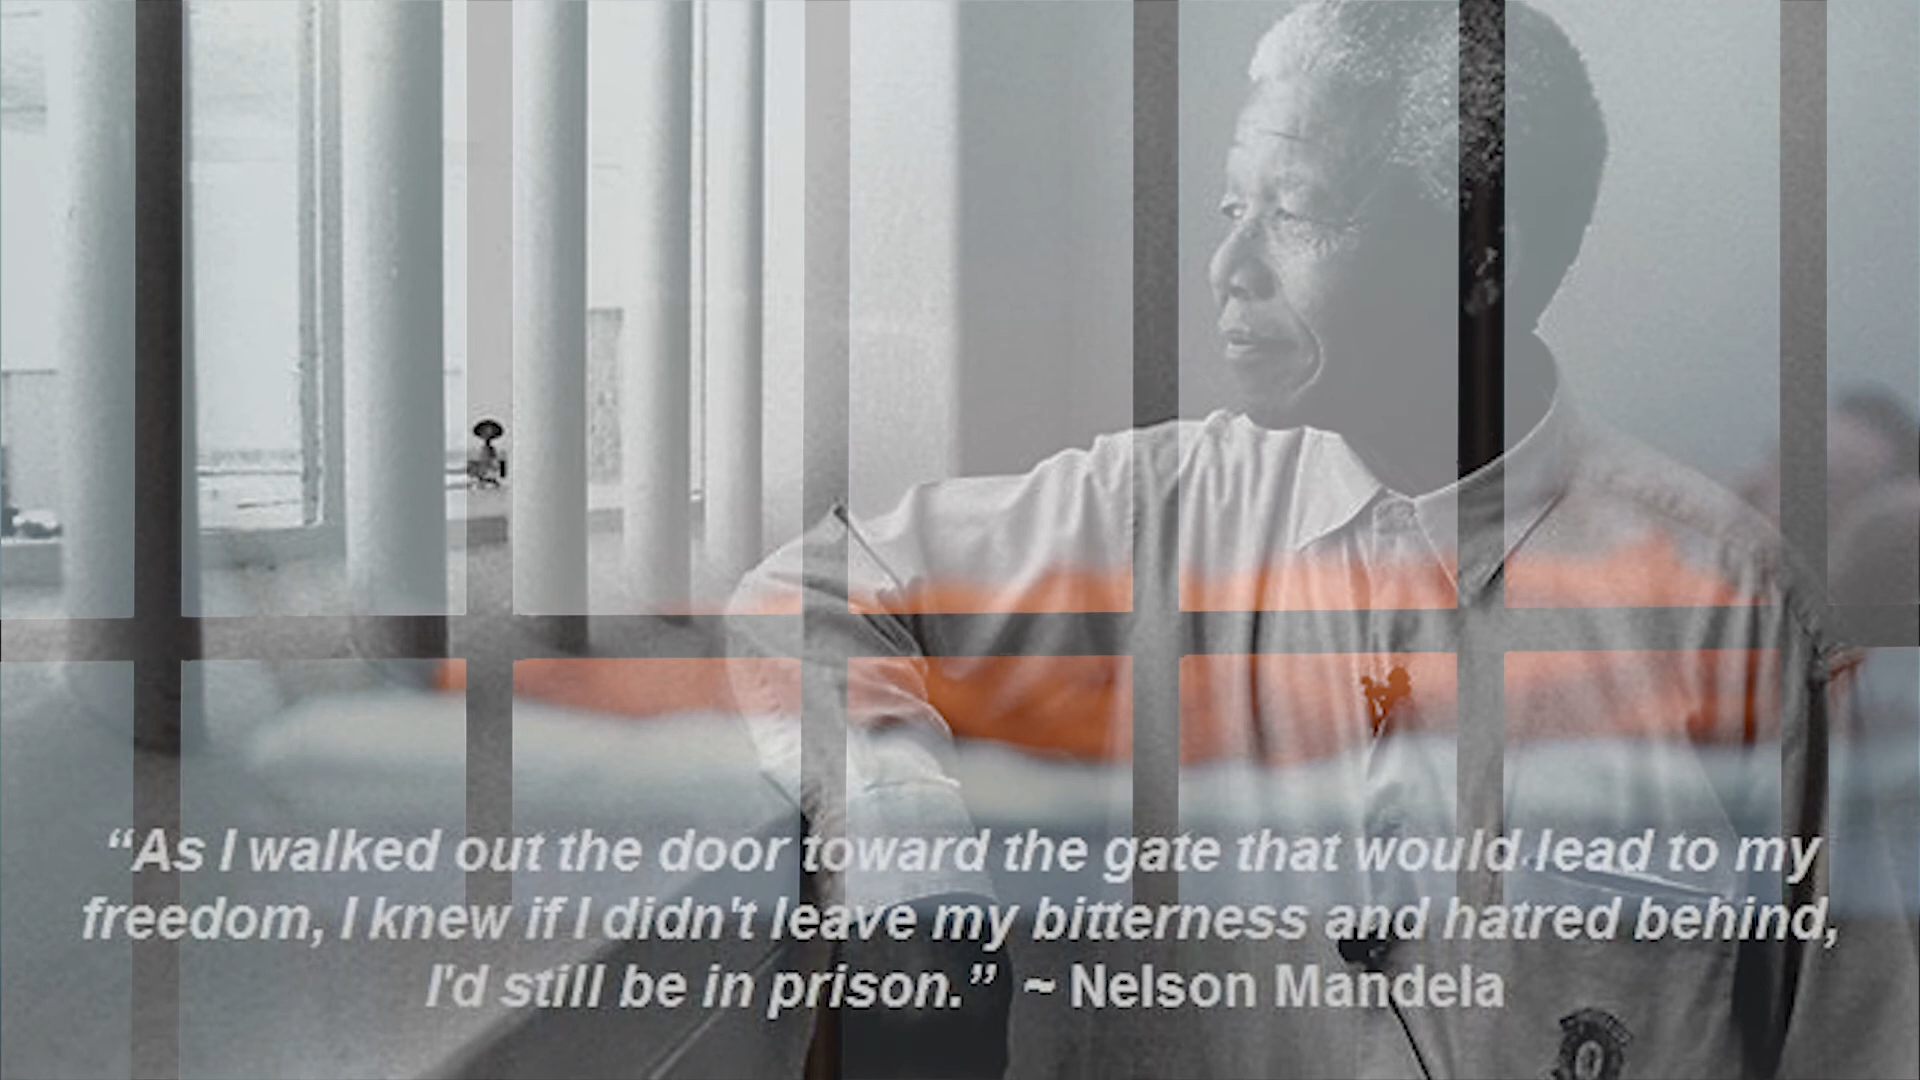 “As I walked out the door toward the gate that would lead to my
freedom, I knew if I didn't leave my bitterness and hatred behind,
I'd still be in prison.” ~ Nelson Mandela